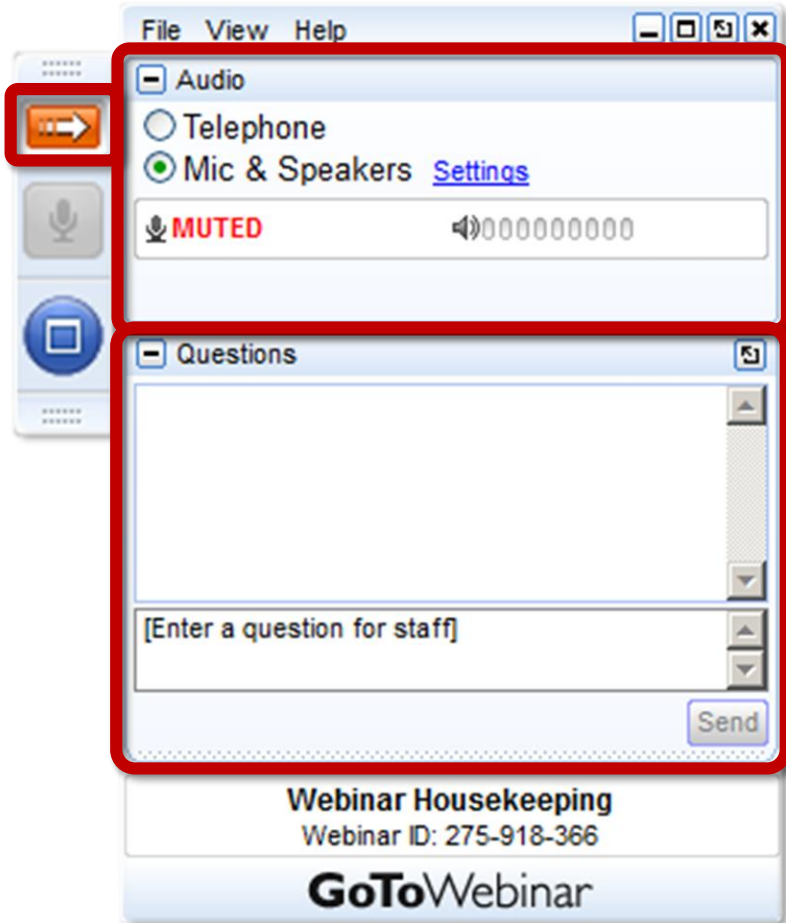 File View Help
Audio
Telephone
Mic & Speakers Settings
MUTED
Questions
[Enter a question for staff]
Send
Webinar Housekeeping
Webinar ID: 275-918-366
GoToWebinar